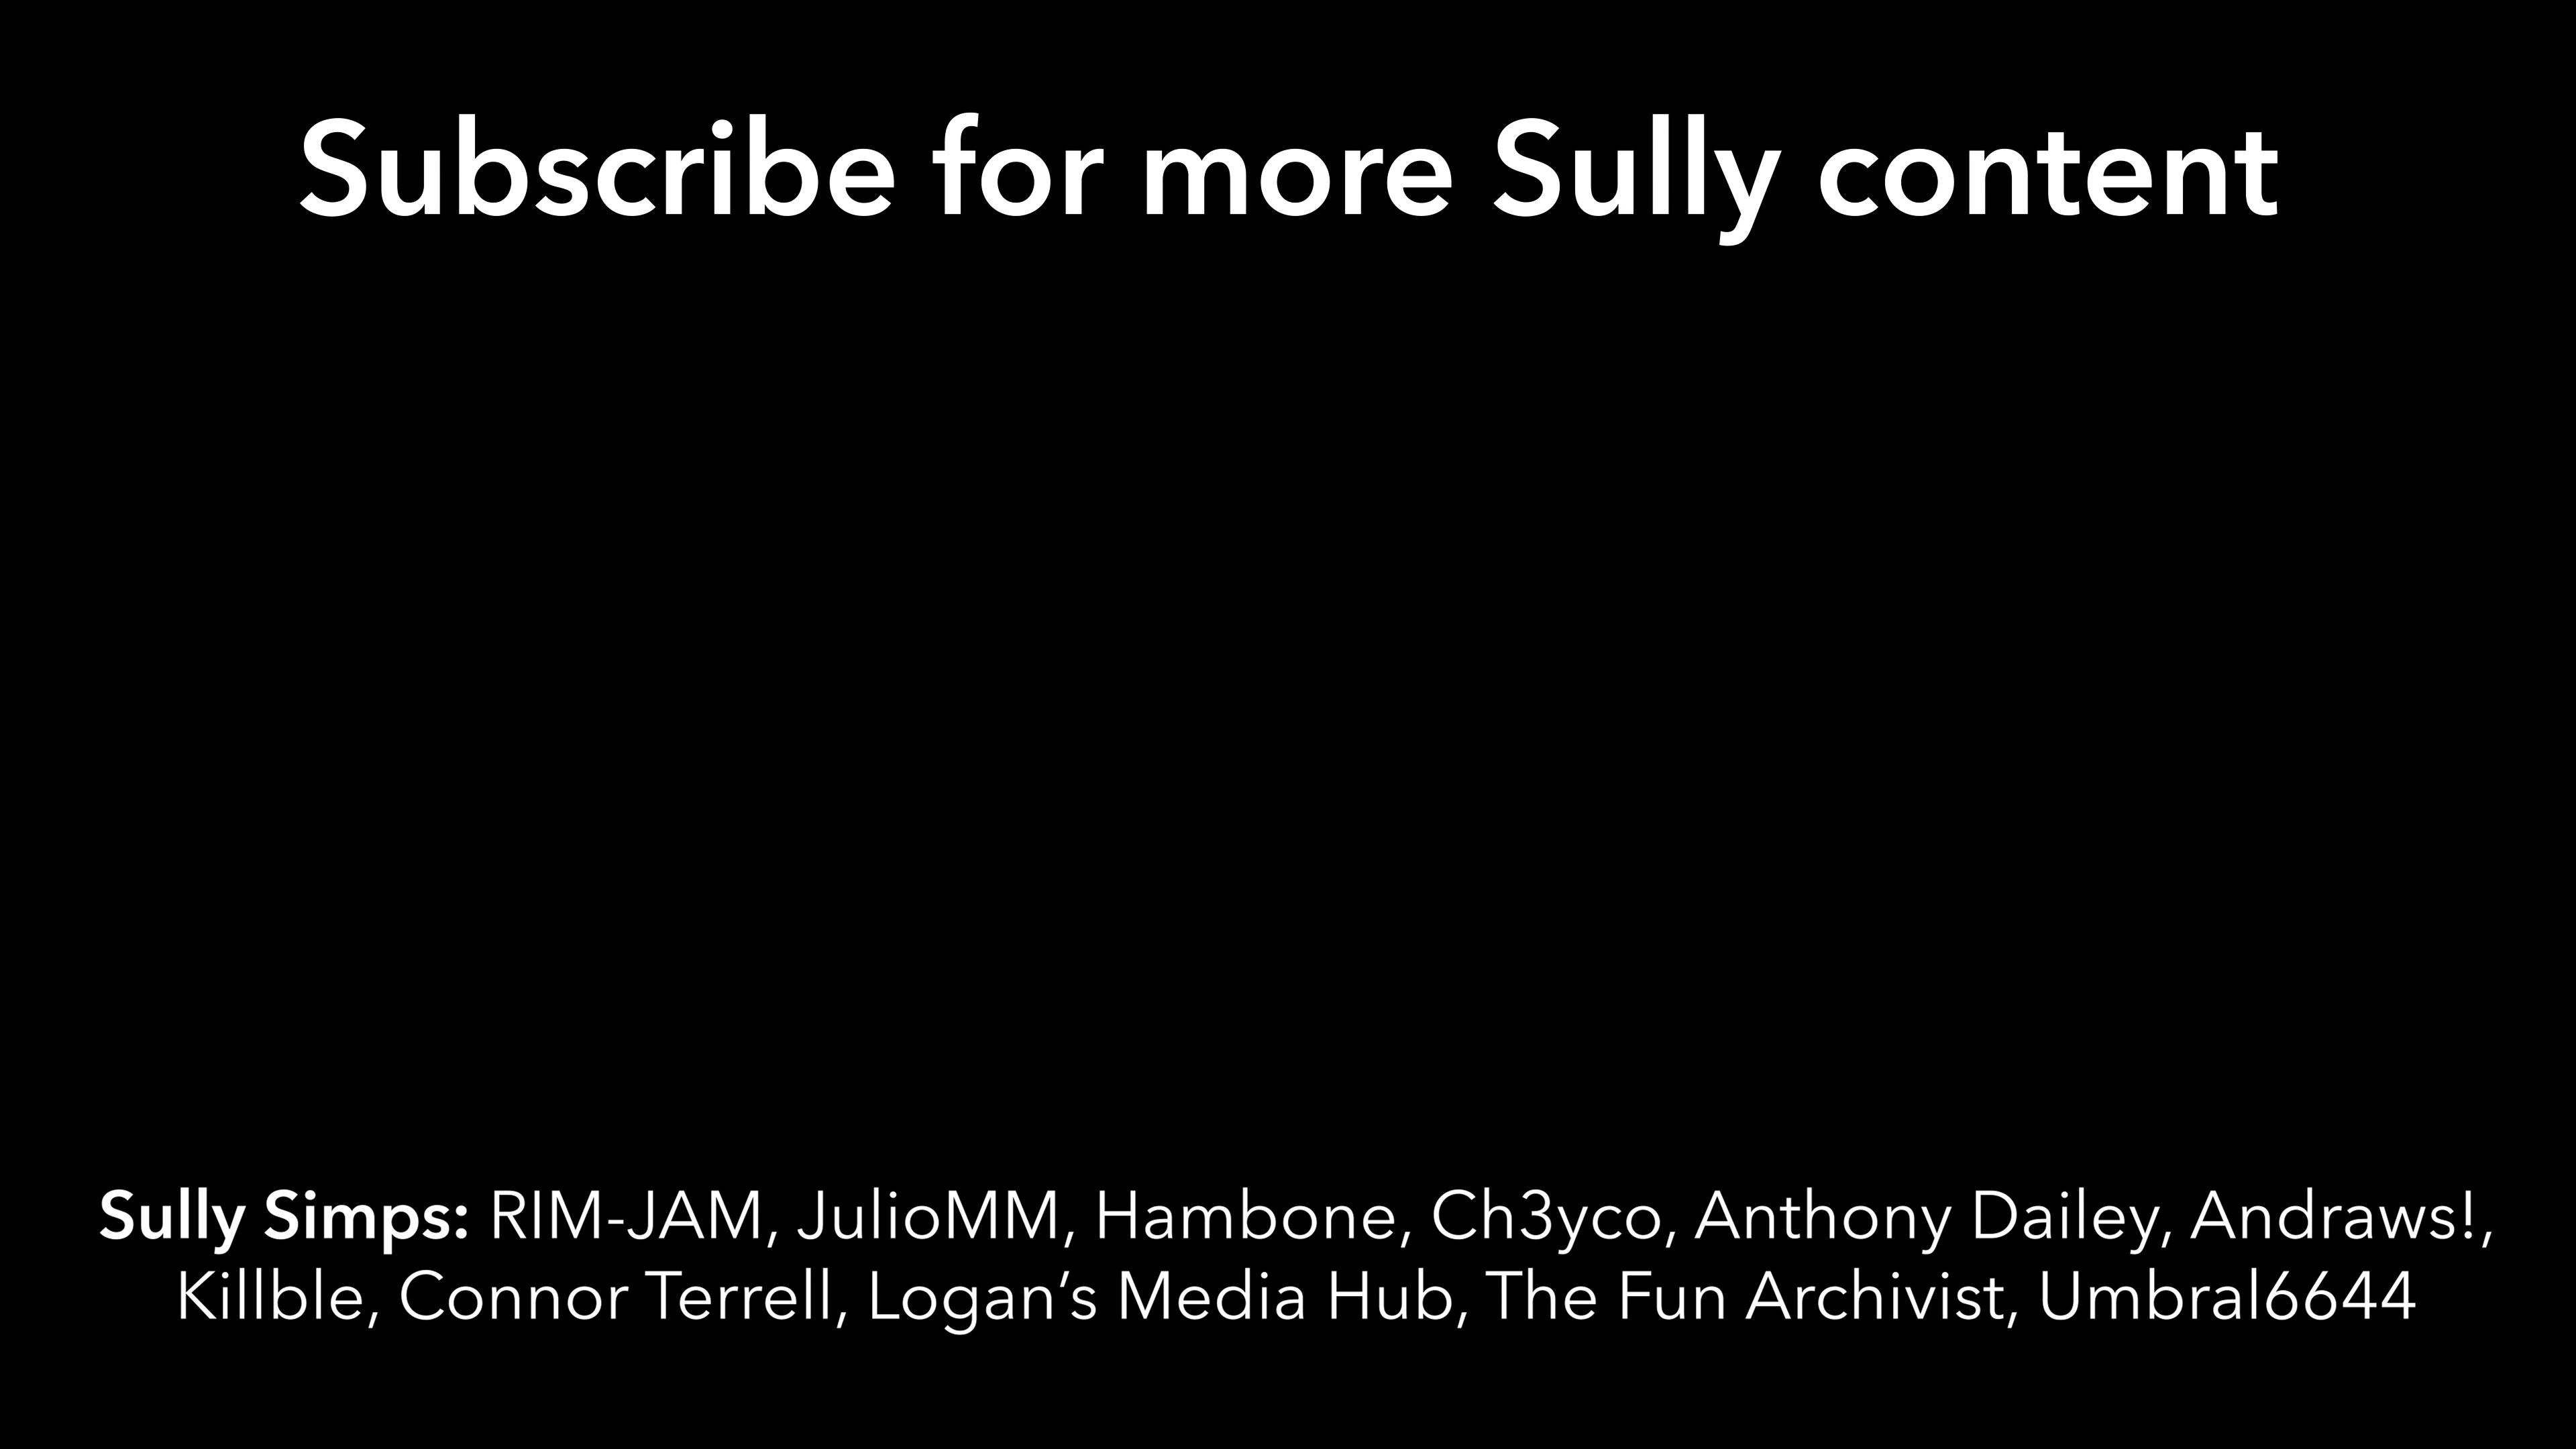 Subscribe for more Sully content
Sully Simps: RIM-JAM, JulioMM, Hambone, Ch3yco, Anthony Dailey, Andraws!,
Killble, Connor Terrell, Logan’s Media Hub, The Fun Archivist, Umbral6644